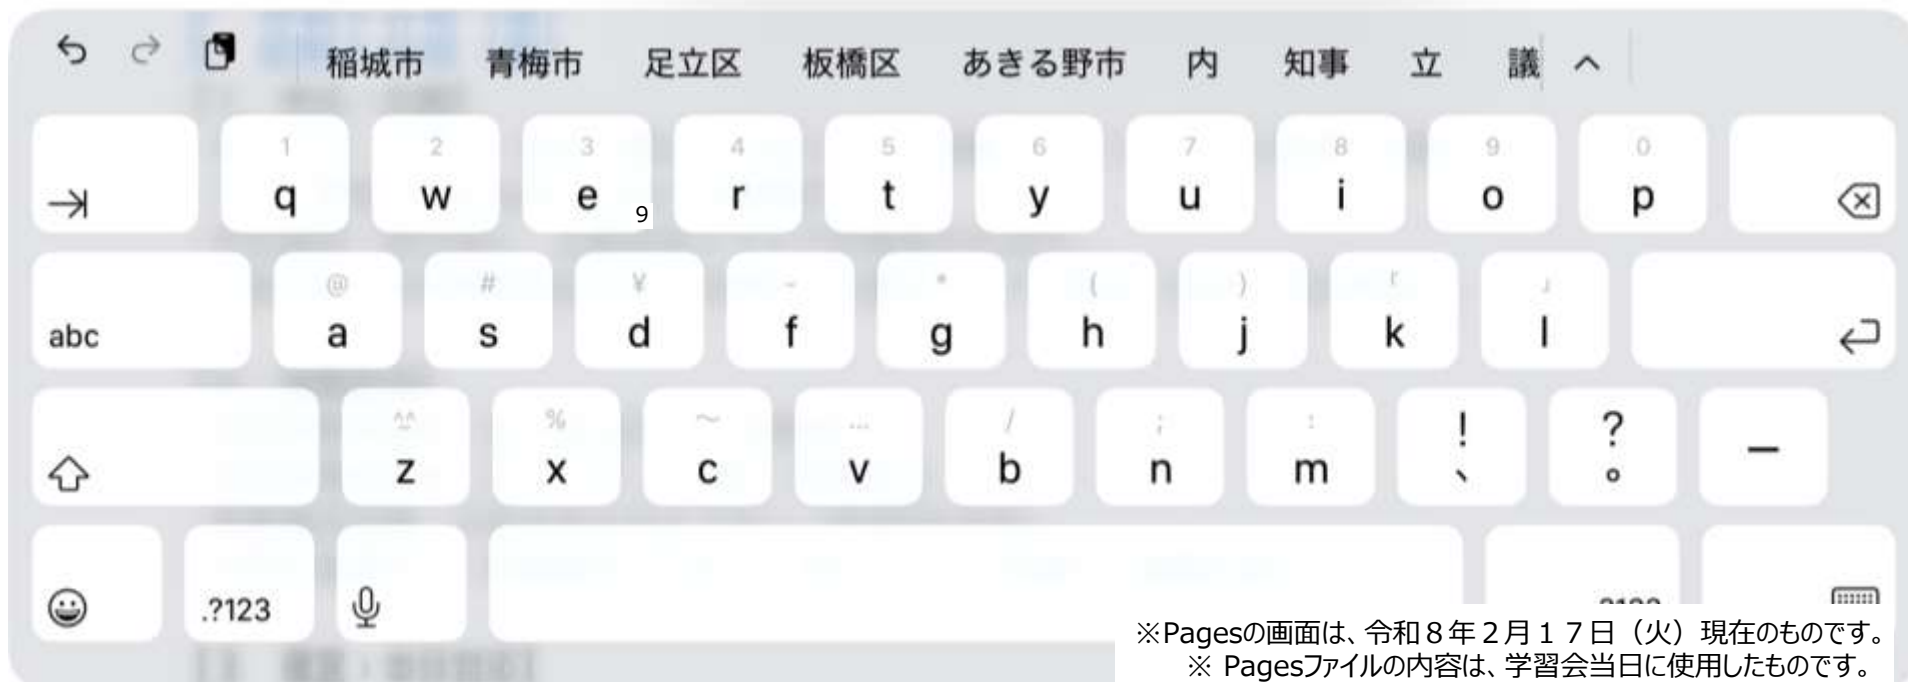 稲城市 青梅市 足立区 板橋区 あきる野市 内 知事 立 議
1 2 3 4 5 6 7 8 9 0
q w e r t y u i o p
9
@ # ¥ - * ( ) 「 」
abc a s d f g h j k l
^^ % 〜 … / ; : ! ?
z x c v b n m 、 。 ー
.?123
※Pagesの画面は、令和8年2月17日（火）現在のものです。
※ Pagesファイルの内容は、学習会当日に使用したものです。